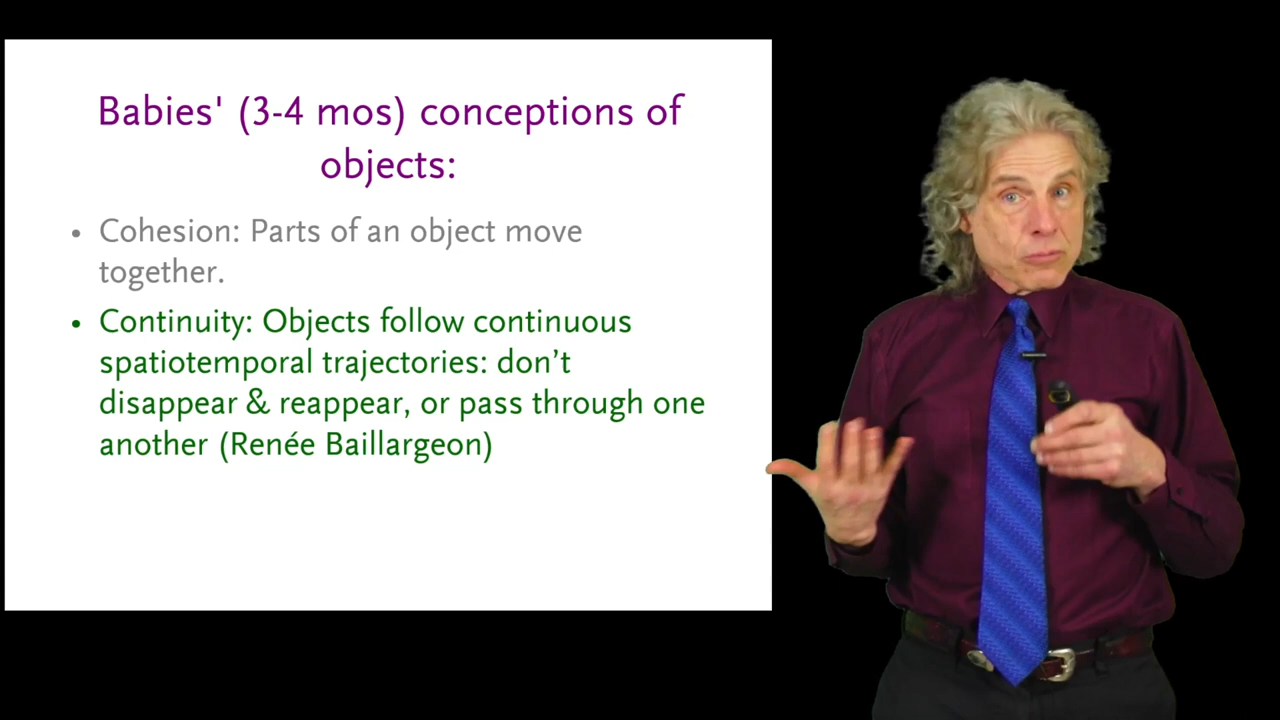 Babies' (3-4 mos) conceptions of
objects:
• Cohesion: Parts of an object move
together.
• Continuity: Objects follow continuous
spatiotemporal trajectories: don’t
disappear & reappear, or pass through one
another (Renée Baillargeon)